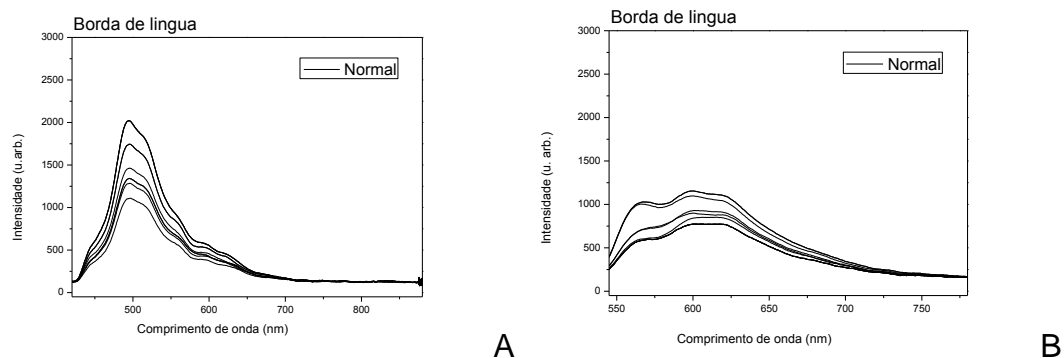 Borda de lingua
3000
2500
2000
1500
1000
500
0
Intensidade (u.arb.)
Normal
500
600
700
800
Comprimento de onda (nm)
A
Borda de lingua
3000
2500
2000
1500
1000
500
0
Intensidade (u. arb.)
Normal
550
600
650
700
750
Comprimento de onda (nm)
B